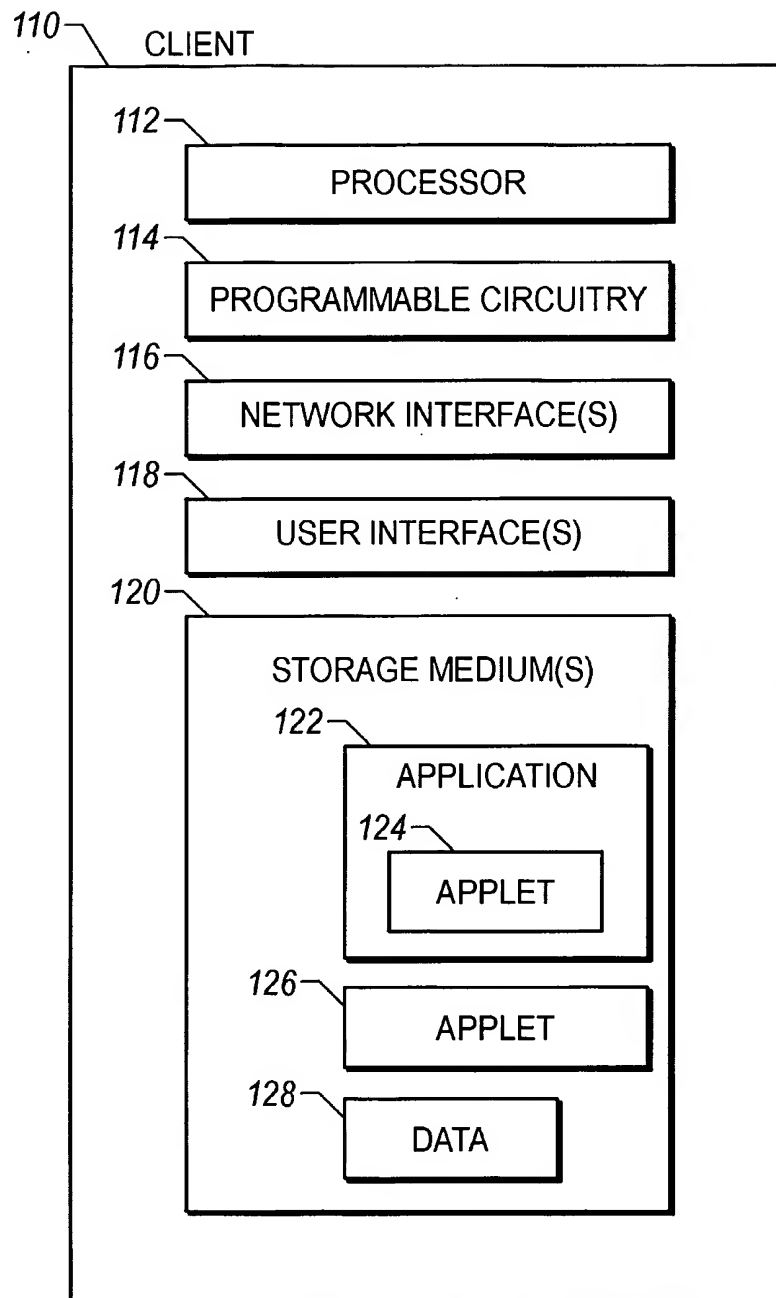 110
CLIENT
112
PROCESSOR
114
PROGRAMMABLE CIRCUITRY
116
NETWORK INTERFACE(S)
118
USER INTERFACE(S)
120
STORAGE MEDIUM(S)
122
APPLICATION
124
APPLET
126
APPLET
128
DATA